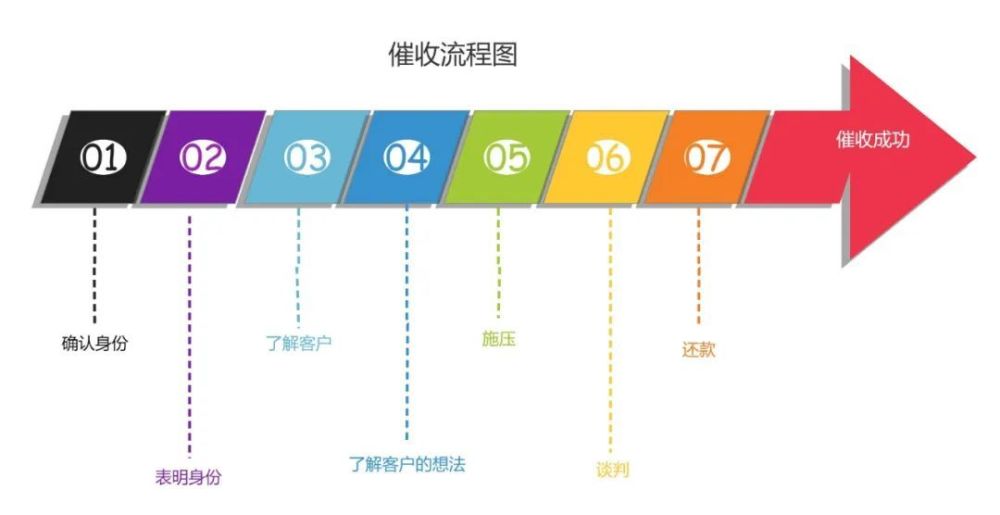 催收流程图
01
02
03
04
05
06
07
催收成功
确认身份
表明身份
了解客户
了解客户的想法
施压
谈判
还款